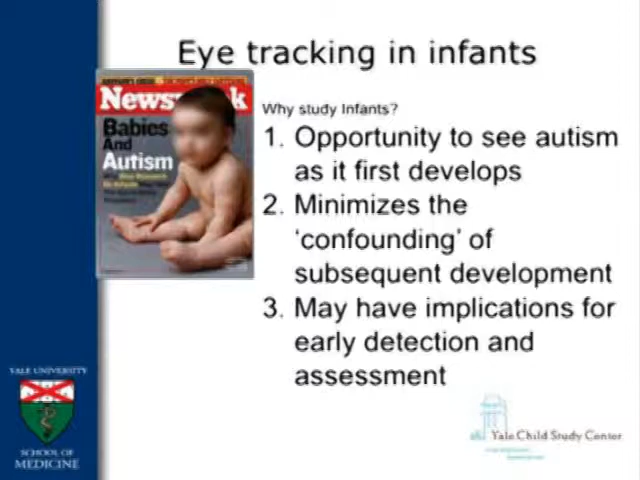 Eye tracking in infants
Newsweek
Babies
And
Autism
Why study Infants?
1. Opportunity to see autism
as it first develops
2. Minimizes the
‘confounding’ of
subsequent development
3. May have implications for
early detection and
assessment
YALE UNIVERSITY
SCHOOL OF
MEDICINE
Yale Child Study Center